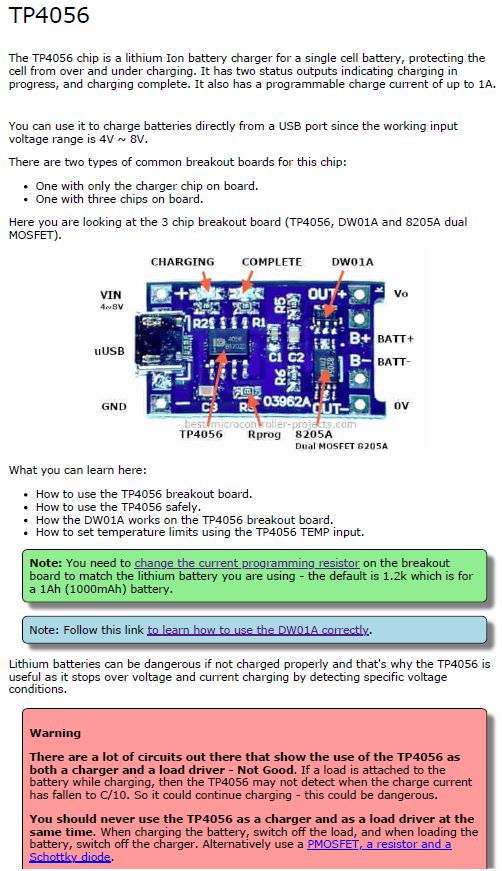 TP4056
The TP4056 chip is a lithium Ion battery charger for a single cell battery, protecting the
cell from over and under charging. It has two status outputs indicating charging in
progress, and charging complete. It also has a programmable charge current of up to 1A.
You can use it to charge batteries directly from a USB port since the working input
voltage range is 4V ~ 8V.
There are two types of common breakout boards for this chip:
• One with only the charger chip on board.
• One with three chips on board.
Here you are looking at the 3 chip breakout board (TP4056, DW01A and 8205A dual
MOSFET).
CHARGING COMPLETE DW01A
VIN
4~8V
+ R5 OUT+ Vo
R2 R1
B+ BATT+
uUSB 4056
C1 C2 B- BATT-
8205A
R6
GND C3 03962A OUT- 0V
best-microcontroller-projects.com
TP4056 Rprog 8205A
Dual MOSFET 8205A
What you can learn here:
• How to use the TP4056 breakout board.
• How to use the TP4056 safely.
• How the DW01A works on the TP4056 breakout board.
• How to set temperature limits using the TP4056 TEMP input.
Note: You need to change the current programming resistor on the breakout
board to match the lithium battery you are using - the default is 1.2k which is for
a 1Ah (1000mAh) battery.
Note: Follow this link to learn how to use the DW01A correctly.
Lithium batteries can be dangerous if not charged properly and that's why the TP4056 is
useful as it stops over voltage and current charging by detecting specific voltage
conditions.
Warning
There are a lot of circuits out there that show the use of the TP4056 as
both a charger and a load driver - Not Good. If a load is attached to the
battery while charging, then the TP4056 may not detect when the charge current
has fallen to C/10. So it could continue charging - this could be dangerous.
You should never use the TP4056 as a charger and as a load driver at the
same time. When charging the battery, switch off the load, and when loading the
battery, switch off the charger. Alternatively use a PMOSFET, a resistor and a
Schottky diode.